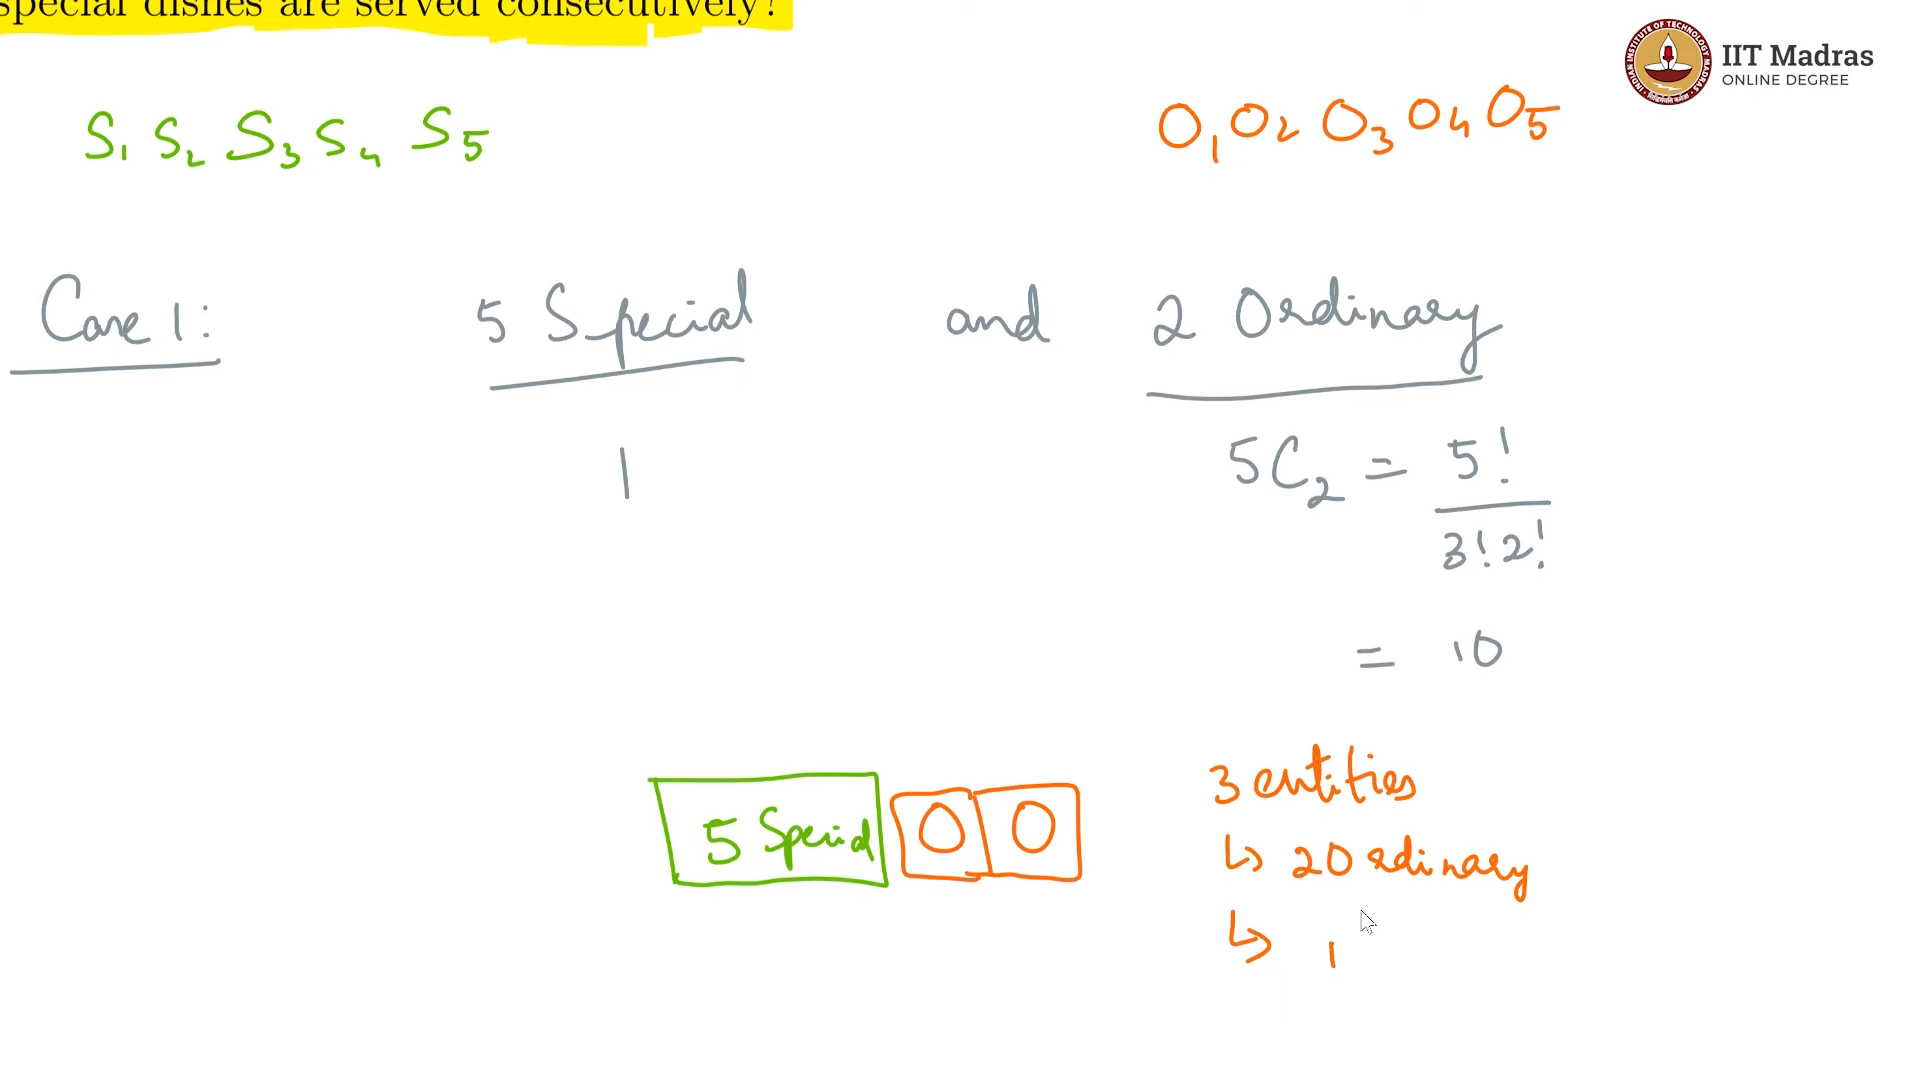 special dishes are served consecutively?
IIT Madras
ONLINE DEGREE
S1 S2 S3 S4 S5
O1 O2 O3 O4 O5
Case 1: 5 Special and 2 Ordinary
1
5C2 = 5!
3!2!
= 10
3 entities
5 Special O O
↳ 2 Ordinary
↳ 1